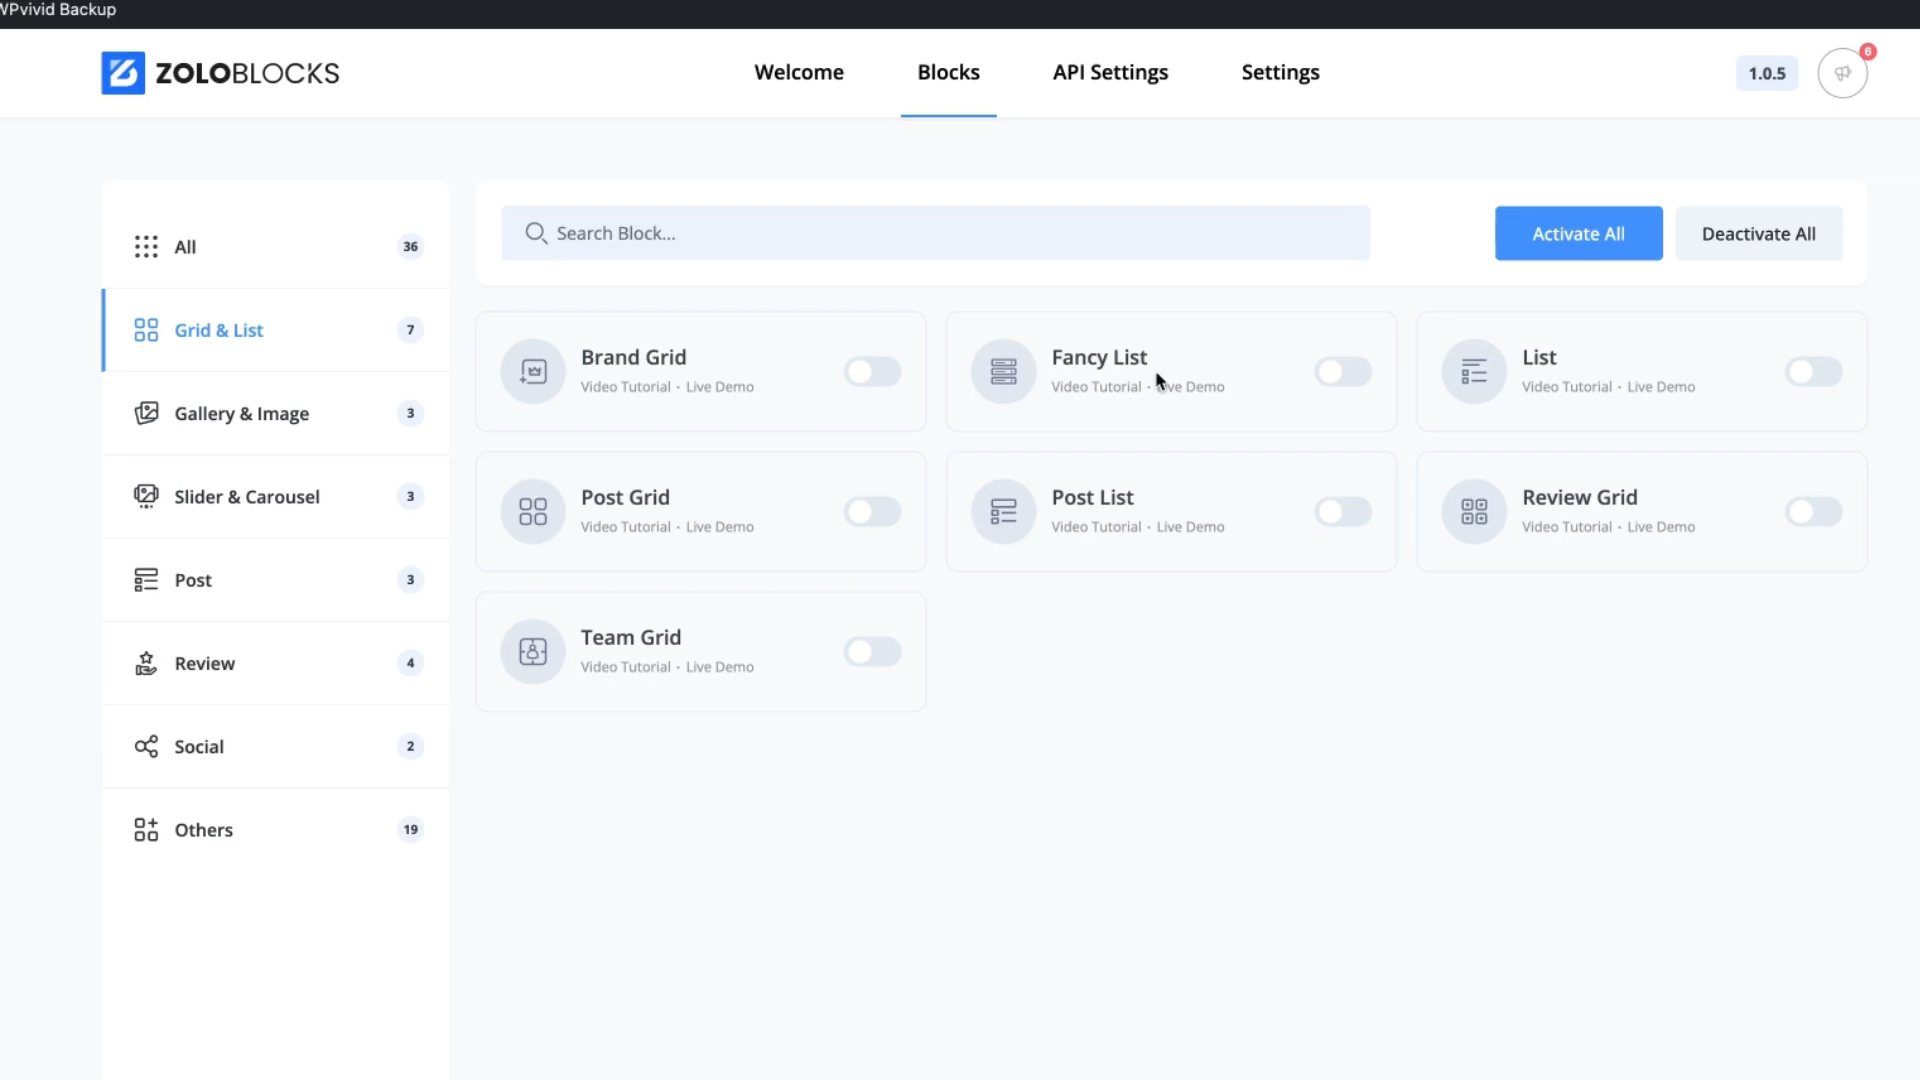 WPvivid Backup
ZOLOBLOCKS
Welcome
Blocks
API Settings
Settings
1.0.5
6
All
36
Grid & List
7
Gallery & Image
3
Slider & Carousel
3
Post
3
Review
4
Social
2
Others
19
Search Block...
Activate All
Deactivate All
Brand Grid
Video Tutorial • Live Demo
Fancy List
Video Tutorial • Live Demo
List
Video Tutorial • Live Demo
Post Grid
Video Tutorial • Live Demo
Post List
Video Tutorial • Live Demo
Review Grid
Video Tutorial • Live Demo
Team Grid
Video Tutorial • Live Demo